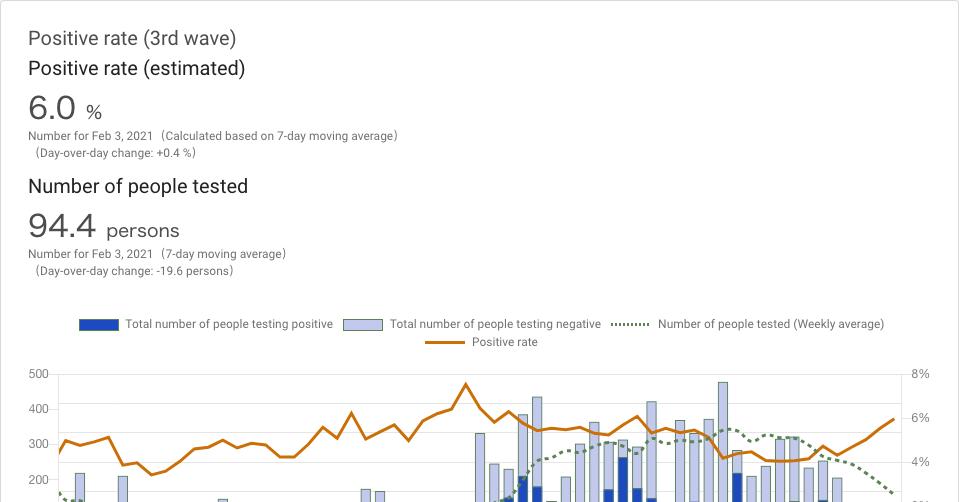 Positive rate (3rd wave)
Positive rate (estimated)
6.0 %
Number for Feb 3, 2021 （Calculated based on 7-day moving average）
（Day-over-day change: +0.4 %）
Number of people tested
94.4 persons
Number for Feb 3, 2021 （7-day moving average）
（Day-over-day change: -19.6 persons）
Total number of people testing positive Total number of people testing negative Number of people tested (Weekly average)
Positive rate
500 8%
400
6%
300
4%
200